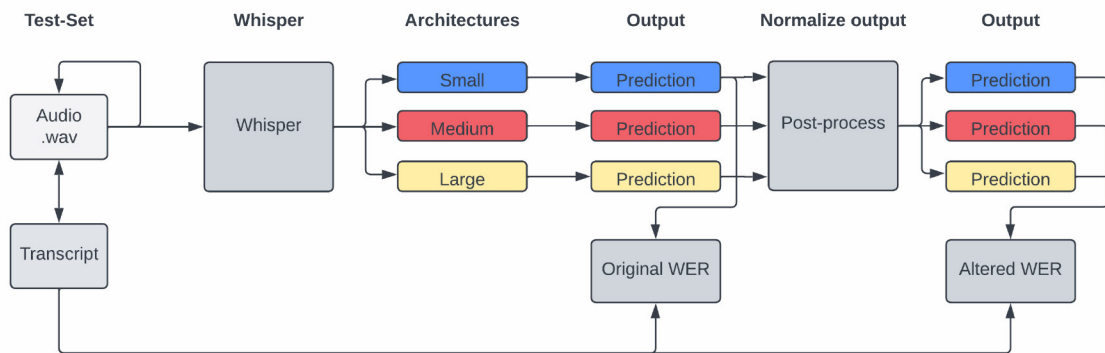 Test-Set
Whisper
Architectures
Output
Normalize output
Output
Audio
.wav
Whisper
Small
Medium
Large
Prediction
Prediction
Prediction
Post-process
Prediction
Prediction
Prediction
Transcript
Original WER
Altered WER